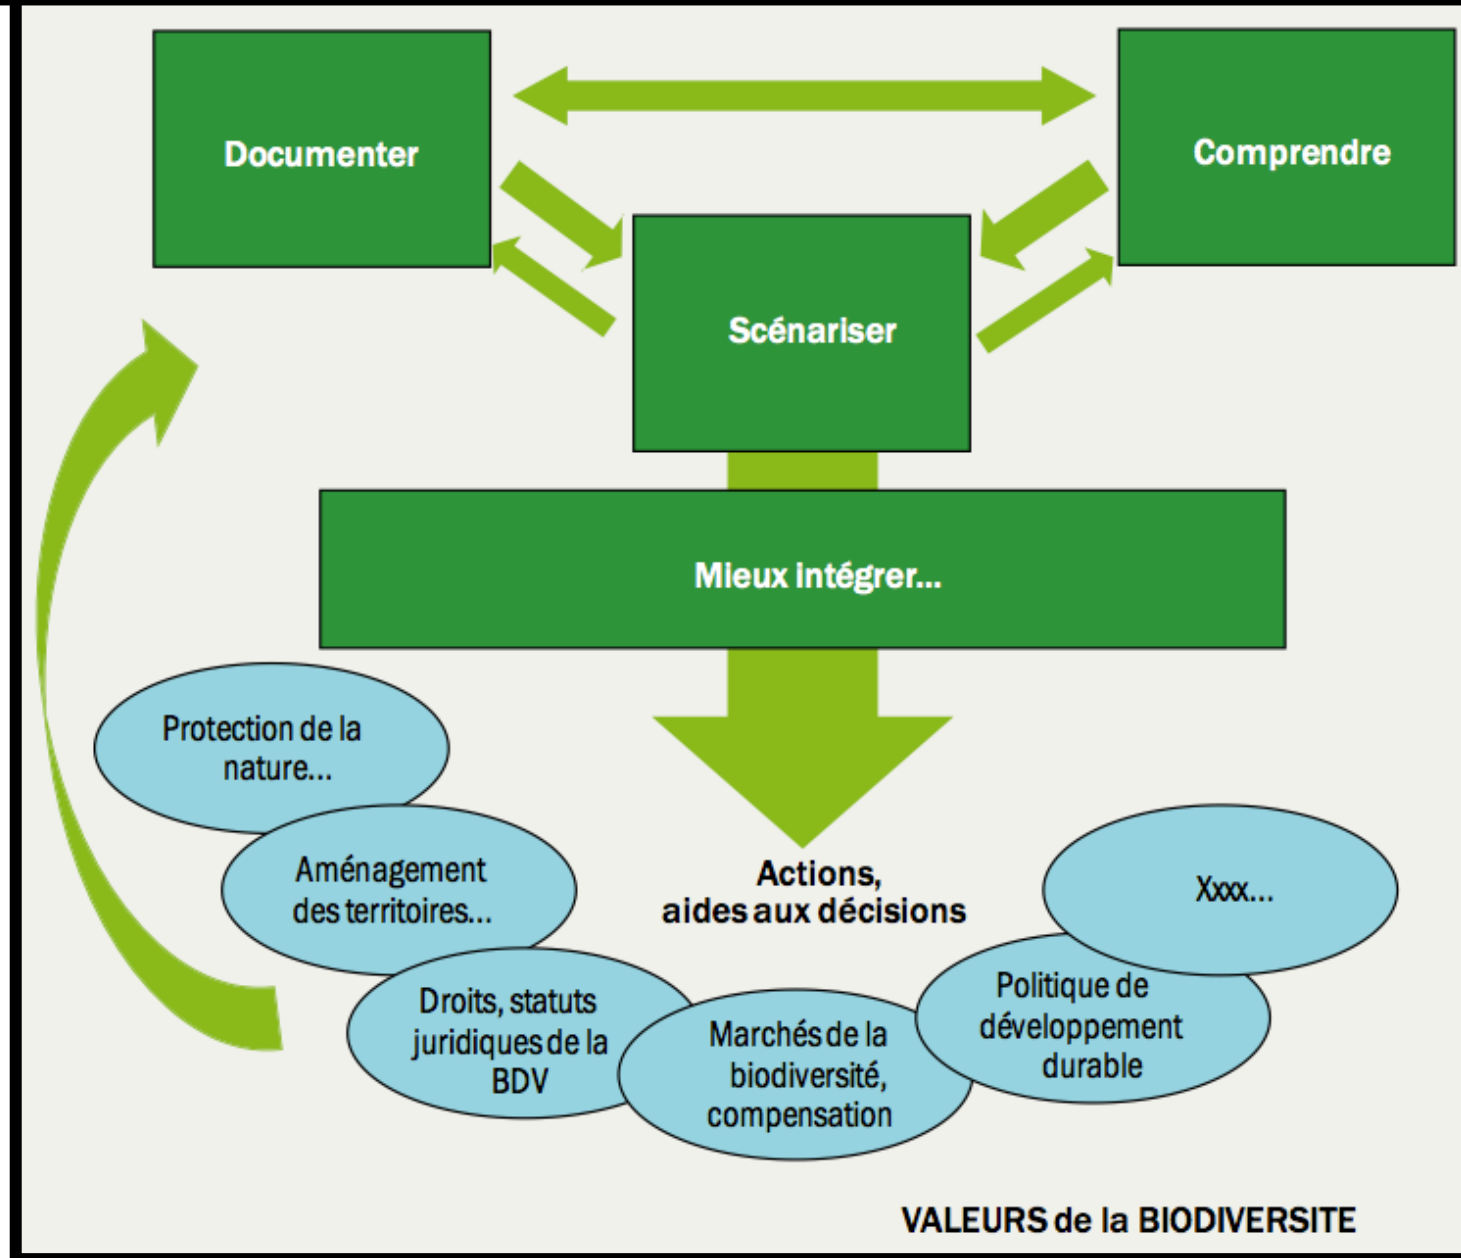 Documenter
Comprendre
Scénariser
Mieux intégrer...
Protection de la
nature...
Aménagement
des territoires...
Actions,
aides aux décisions
Xxxx...
Droits, statuts
juridiques de la
BDV
Marchés de la
biodiversité,
compensation
Politique de
développement
durable
VALEURS de la BIODIVERSITE